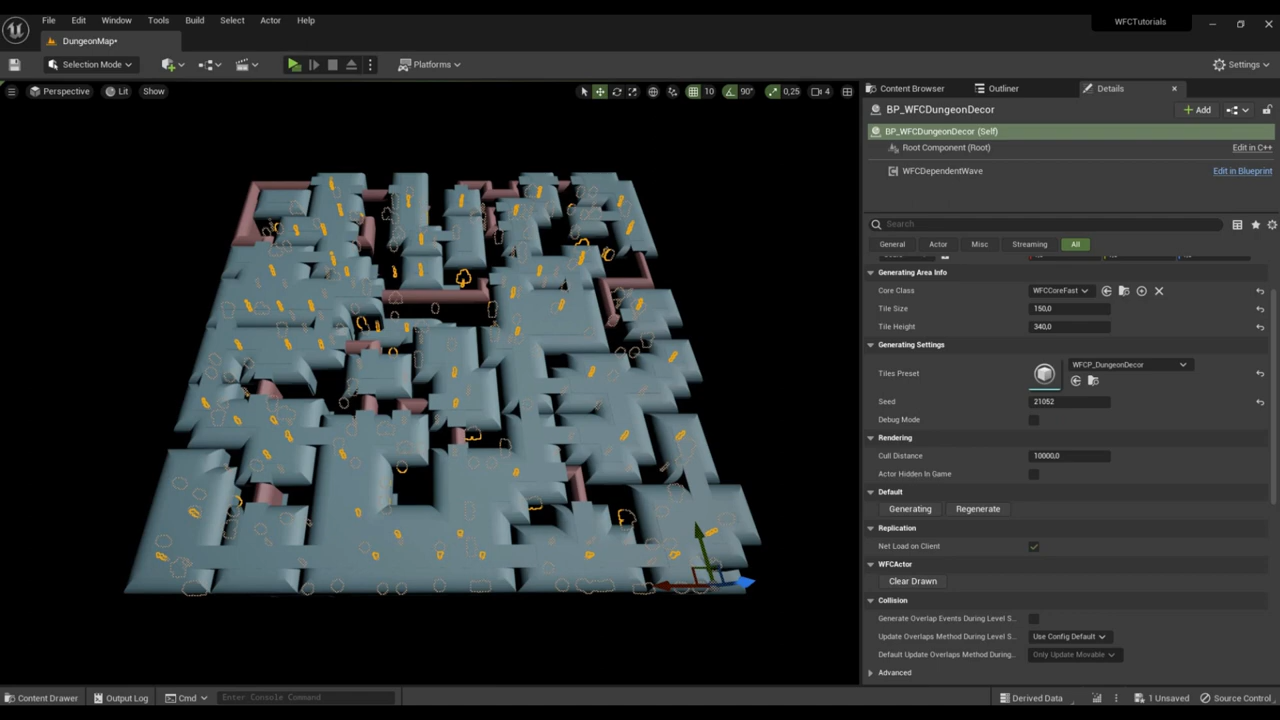 File Edit Window Tools Build Select Actor Help
WFCTutorials
DungeonMap•
Selection Mode
Platforms
Settings
Perspective Lit Show
10 90° 0,25 4
Content Browser Outliner Details
BP_WFCDungeonDecor
Add
BP_WFCDungeonDecor (Self)
Root Component (Root) Edit in C++
WFCDependentWave Edit in Blueprint
Search
General Actor Misc Streaming All
Generating Area Info
Core Class WFCCoreFast
Tile Size 150,0
Tile Height 340,0
Generating Settings
Tiles Preset WFCP_DungeonDecor
Seed 21052
Debug Mode
Rendering
Cull Distance 10000,0
Actor Hidden In Game
Default
Generating Regenerate
Replication
Net Load on Client
WFCActor
Clear Drawn
Collision
Generate Overlap Events During Level S...
Update Overlaps Method During Level S... Use Config Default
Default Update Overlaps Method During... Only Update Movable
Advanced
Content Drawer Output Log Cmd Enter Console Command Derived Data 1 Unsaved Source Control